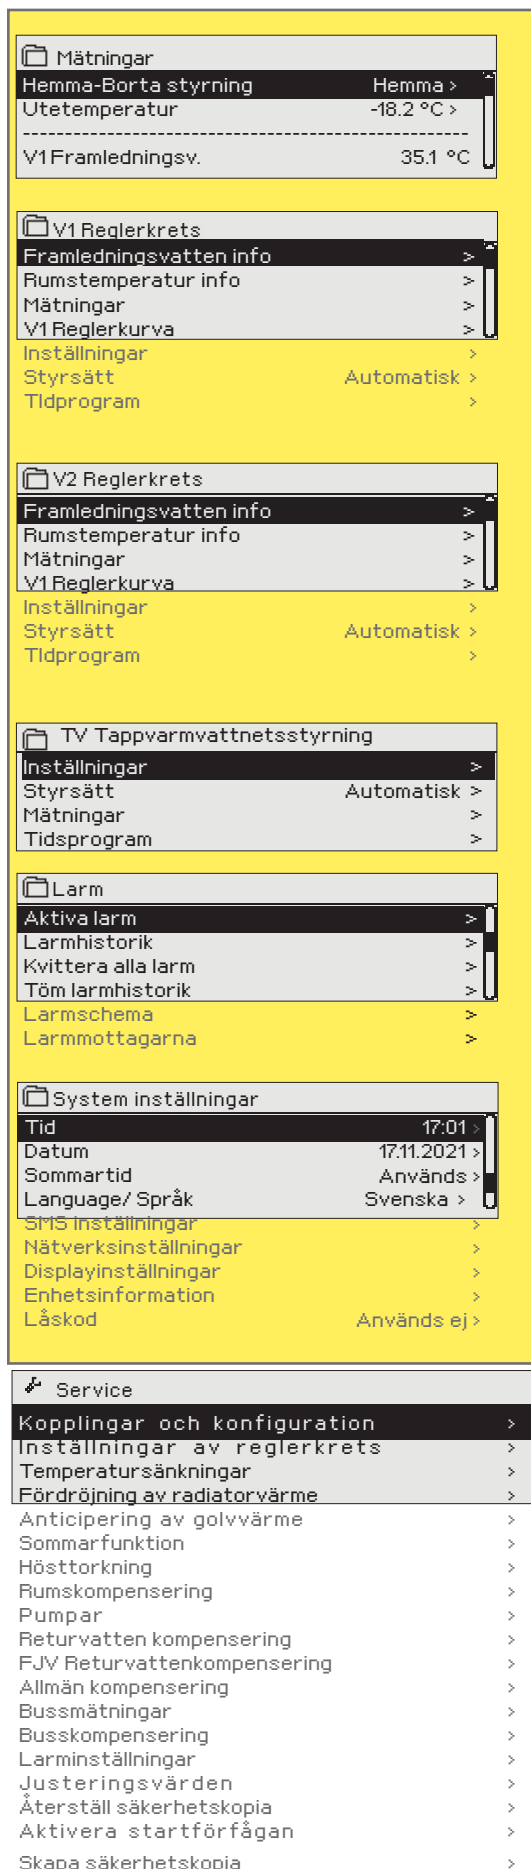 Mätningar
Hemma-Borta styrning Hemma >
Utetemperatur -18.2 °C >
--------------------------------------------------
V1 Framledningsv. 35.1 °C
V1 Reglerkrets
Framledningsvatten info >
Rumstemperatur info >
Mätningar >
V1 Reglerkurva >
Inställningar >
Styrsätt Automatisk >
TIdprogram >
V2 Reglerkrets
Framledningsvatten info >
Rumstemperatur info >
Mätningar >
V1 Reglerkurva >
Inställningar >
Styrsätt Automatisk >
TIdprogram >
TV Tappvarmvattnetsstyrning
Inställningar >
Styrsätt Automatisk >
Mätningar >
Tidsprogram >
Larm
Aktiva larm >
Larmhistorik >
Kvittera alla larm >
Töm larmhistorik >
Larmschema >
Larmmottagarna >
System inställningar
Tid 17:01 >
Datum 17.11.2021 >
Sommartid Används >
Language/ Språk Svenska >
SMS inställningar >
Nätverksinställningar >
Displayinställningar >
Enhetsinformation >
Låskod Används ej >
Service
Kopplingar och konfiguration >
Inställningar av reglerkrets >
Temperatursänkningar >
Fördröjning av radiatorvärme >
Anticipering av golvvärme >
Sommarfunktion >
Hösttorkning >
Rumskompensering >
Pumpar >
Returvatten kompensering >
FJV Returvattenkompensering >
Allmän kompensering >
Bussmätningar >
Busskompensering >
Larminställningar >
Justeringsvärden >
Återställ säkerhetskopia >
Aktivera startförfågan >
Skapa säkerhetskopia >